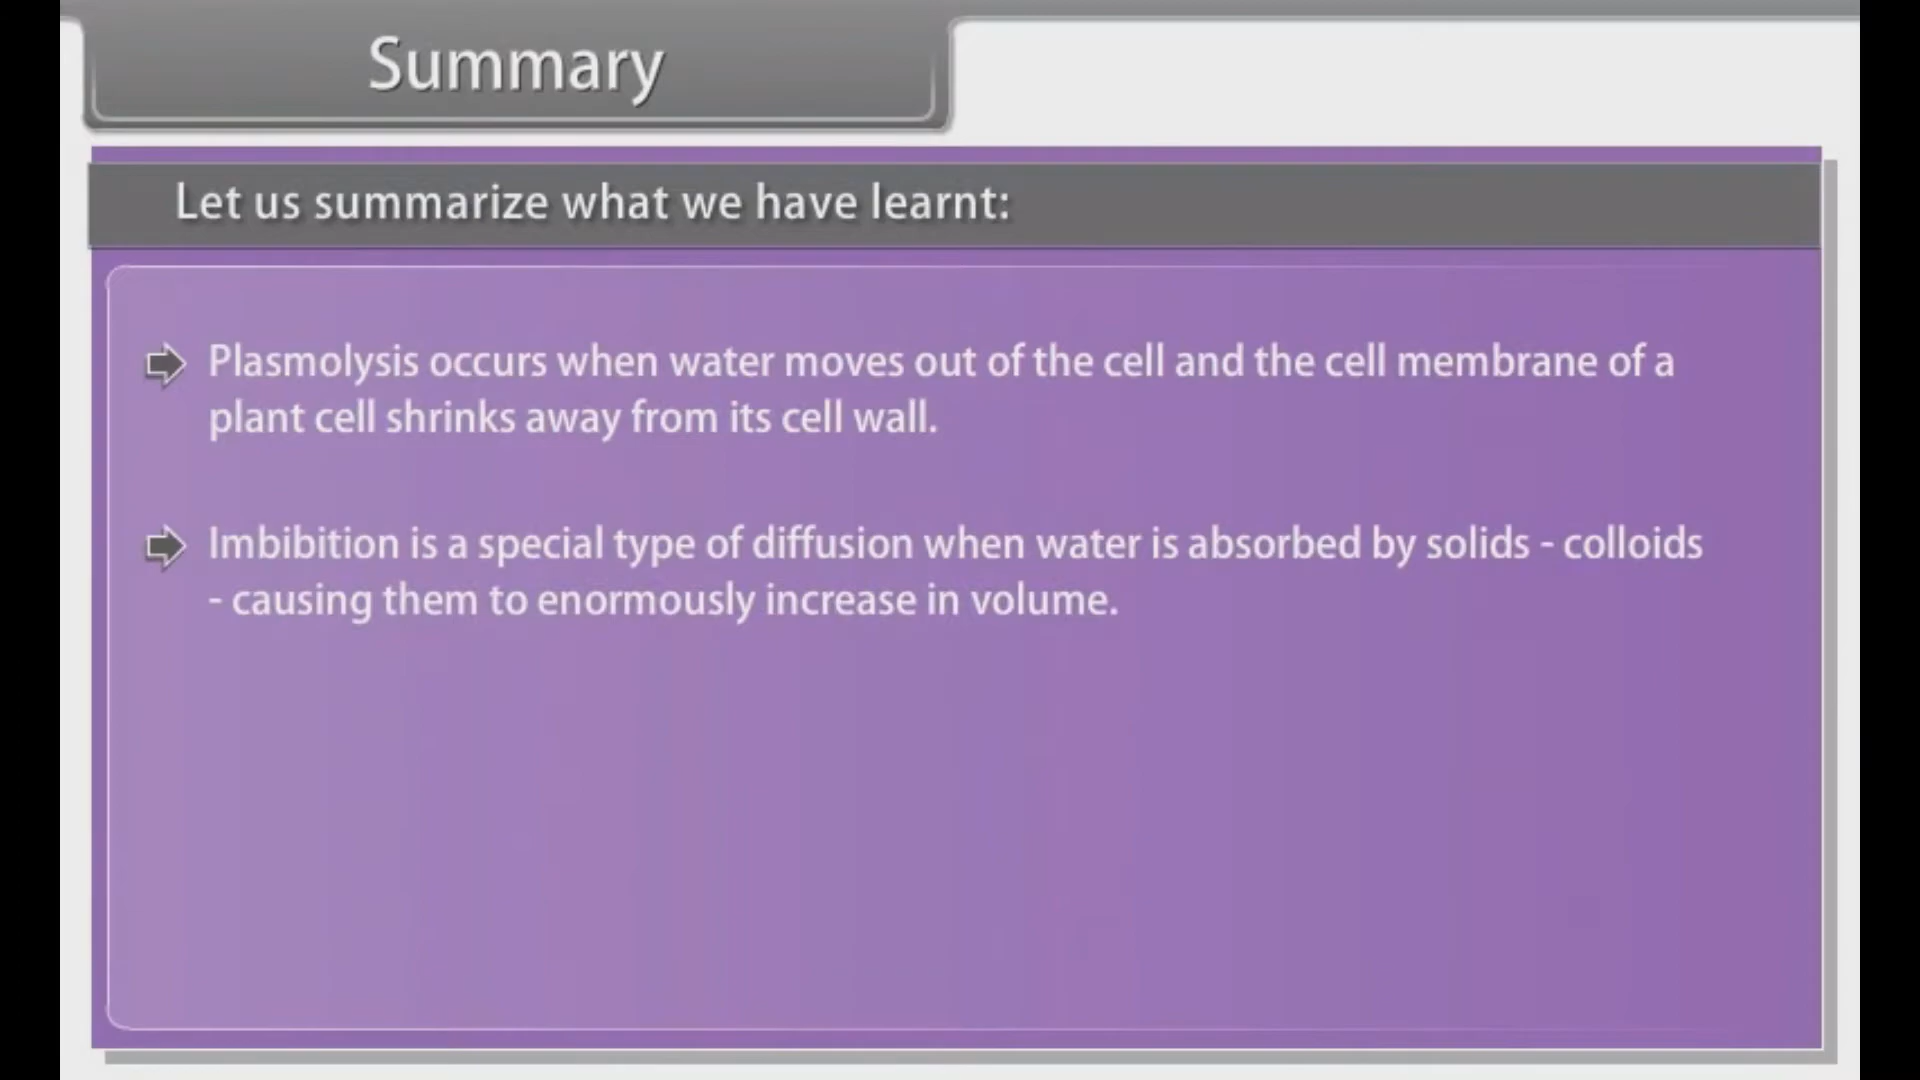 Summary
Let us summarize what we have learnt:
Plasmolysis occurs when water moves out of the cell and the cell membrane of a
plant cell shrinks away from its cell wall.
Imbibition is a special type of diffusion when water is absorbed by solids - colloids
- causing them to enormously increase in volume.